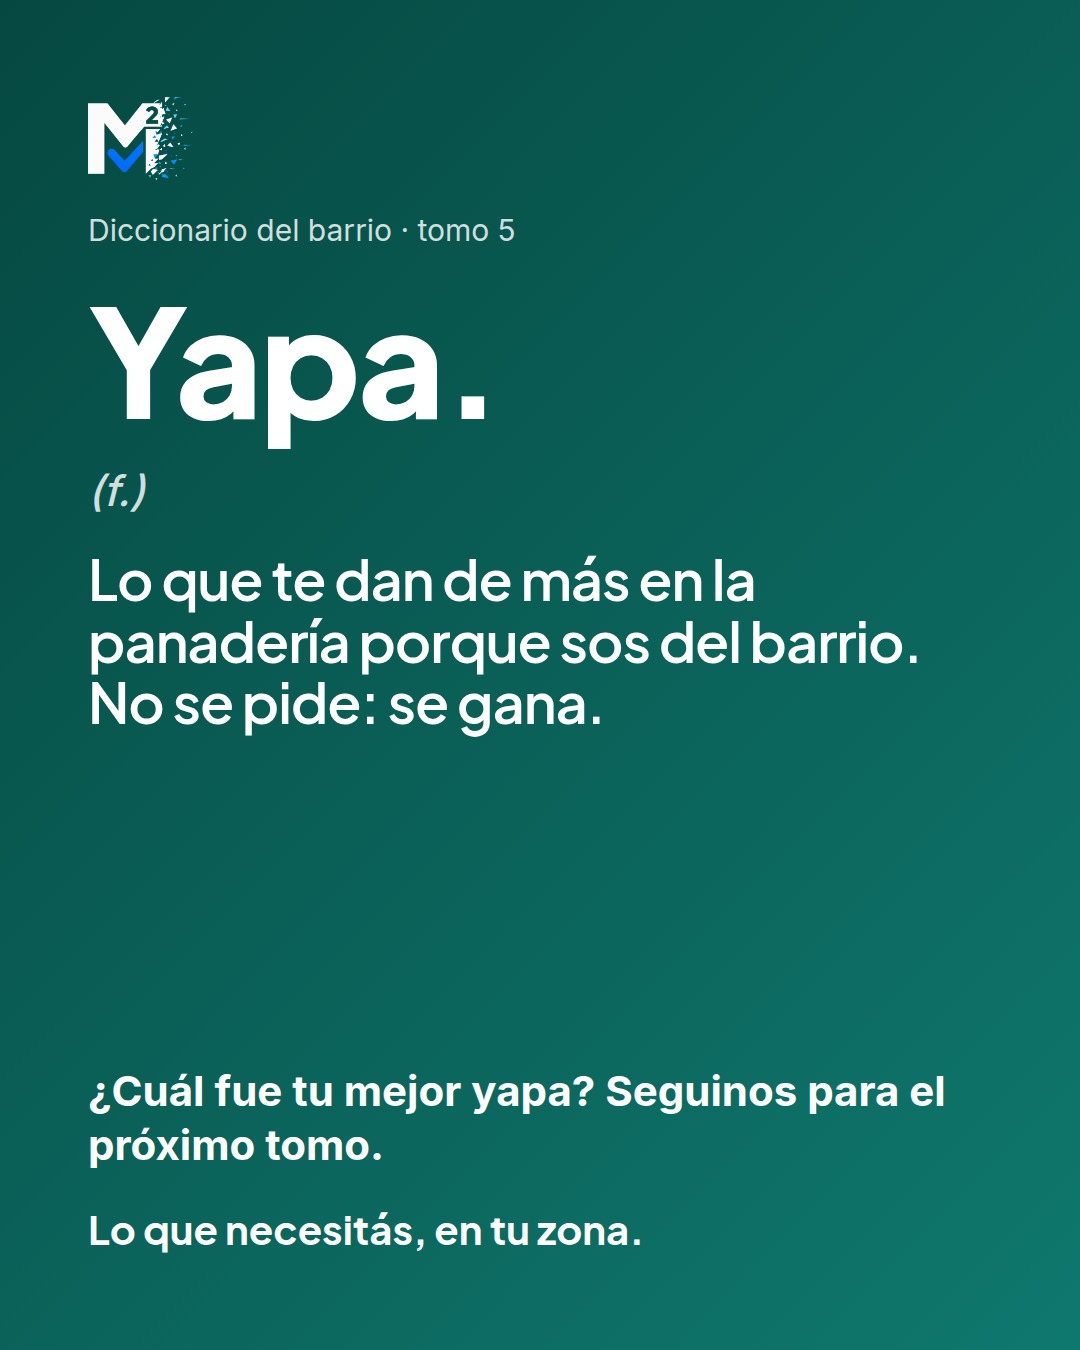 M2
Diccionario del barrio · tomo 5
Yapa.
(f.)
Lo que te dan de más en la
panadería porque sos del barrio.
No se pide: se gana.
¿Cuál fue tu mejor yapa? Seguinos para el
próximo tomo.
Lo que necesitás, en tu zona.